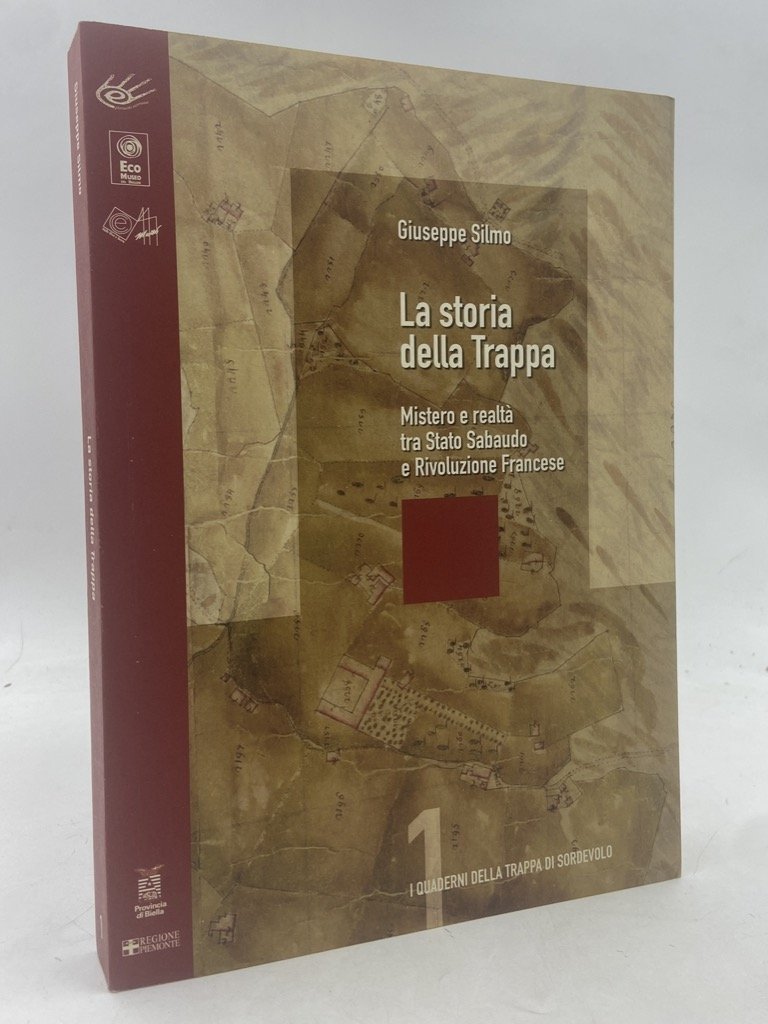 Giuseppe Silmo
La storia della Trappa
1
ECO
MUSEO
Provincia
di Biella
REGIONE
PIEMONTE
Giuseppe Silmo
La storia
della Trappa
Mistero e realtà
tra Stato Sabaudo
e Rivoluzione Francese
1
I QUADERNI DELLA TRAPPA DI SORDEVOLO